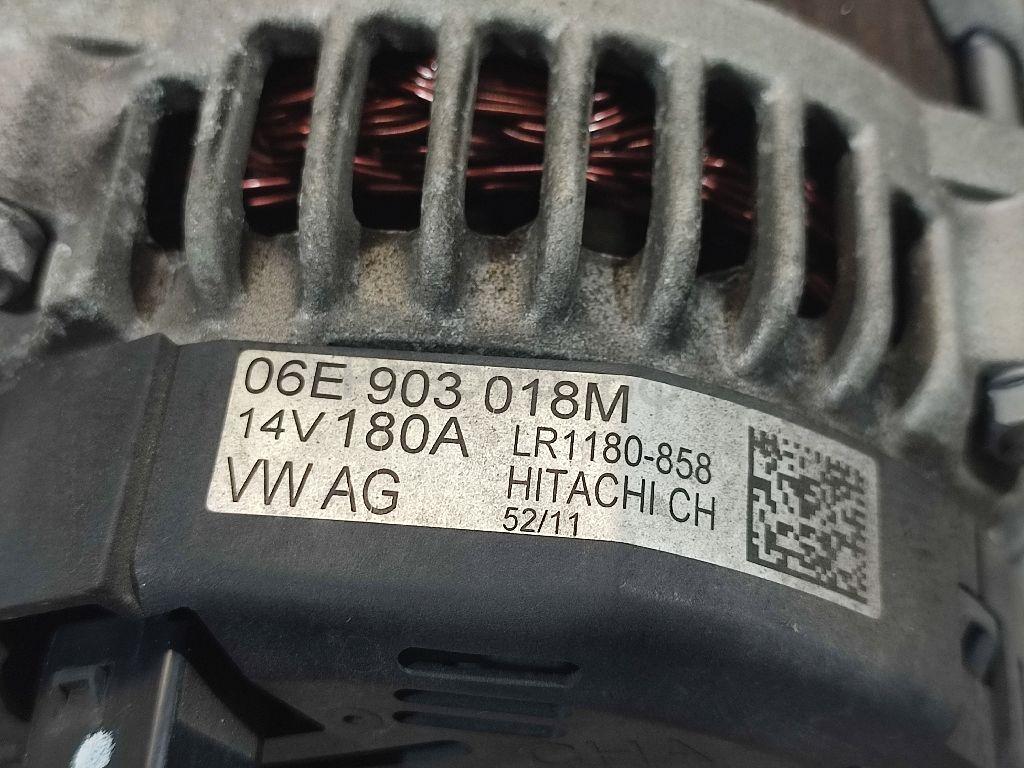 06E 903 018M
14V 180A LR1180-858
VW AG HITACHI CH
52/11